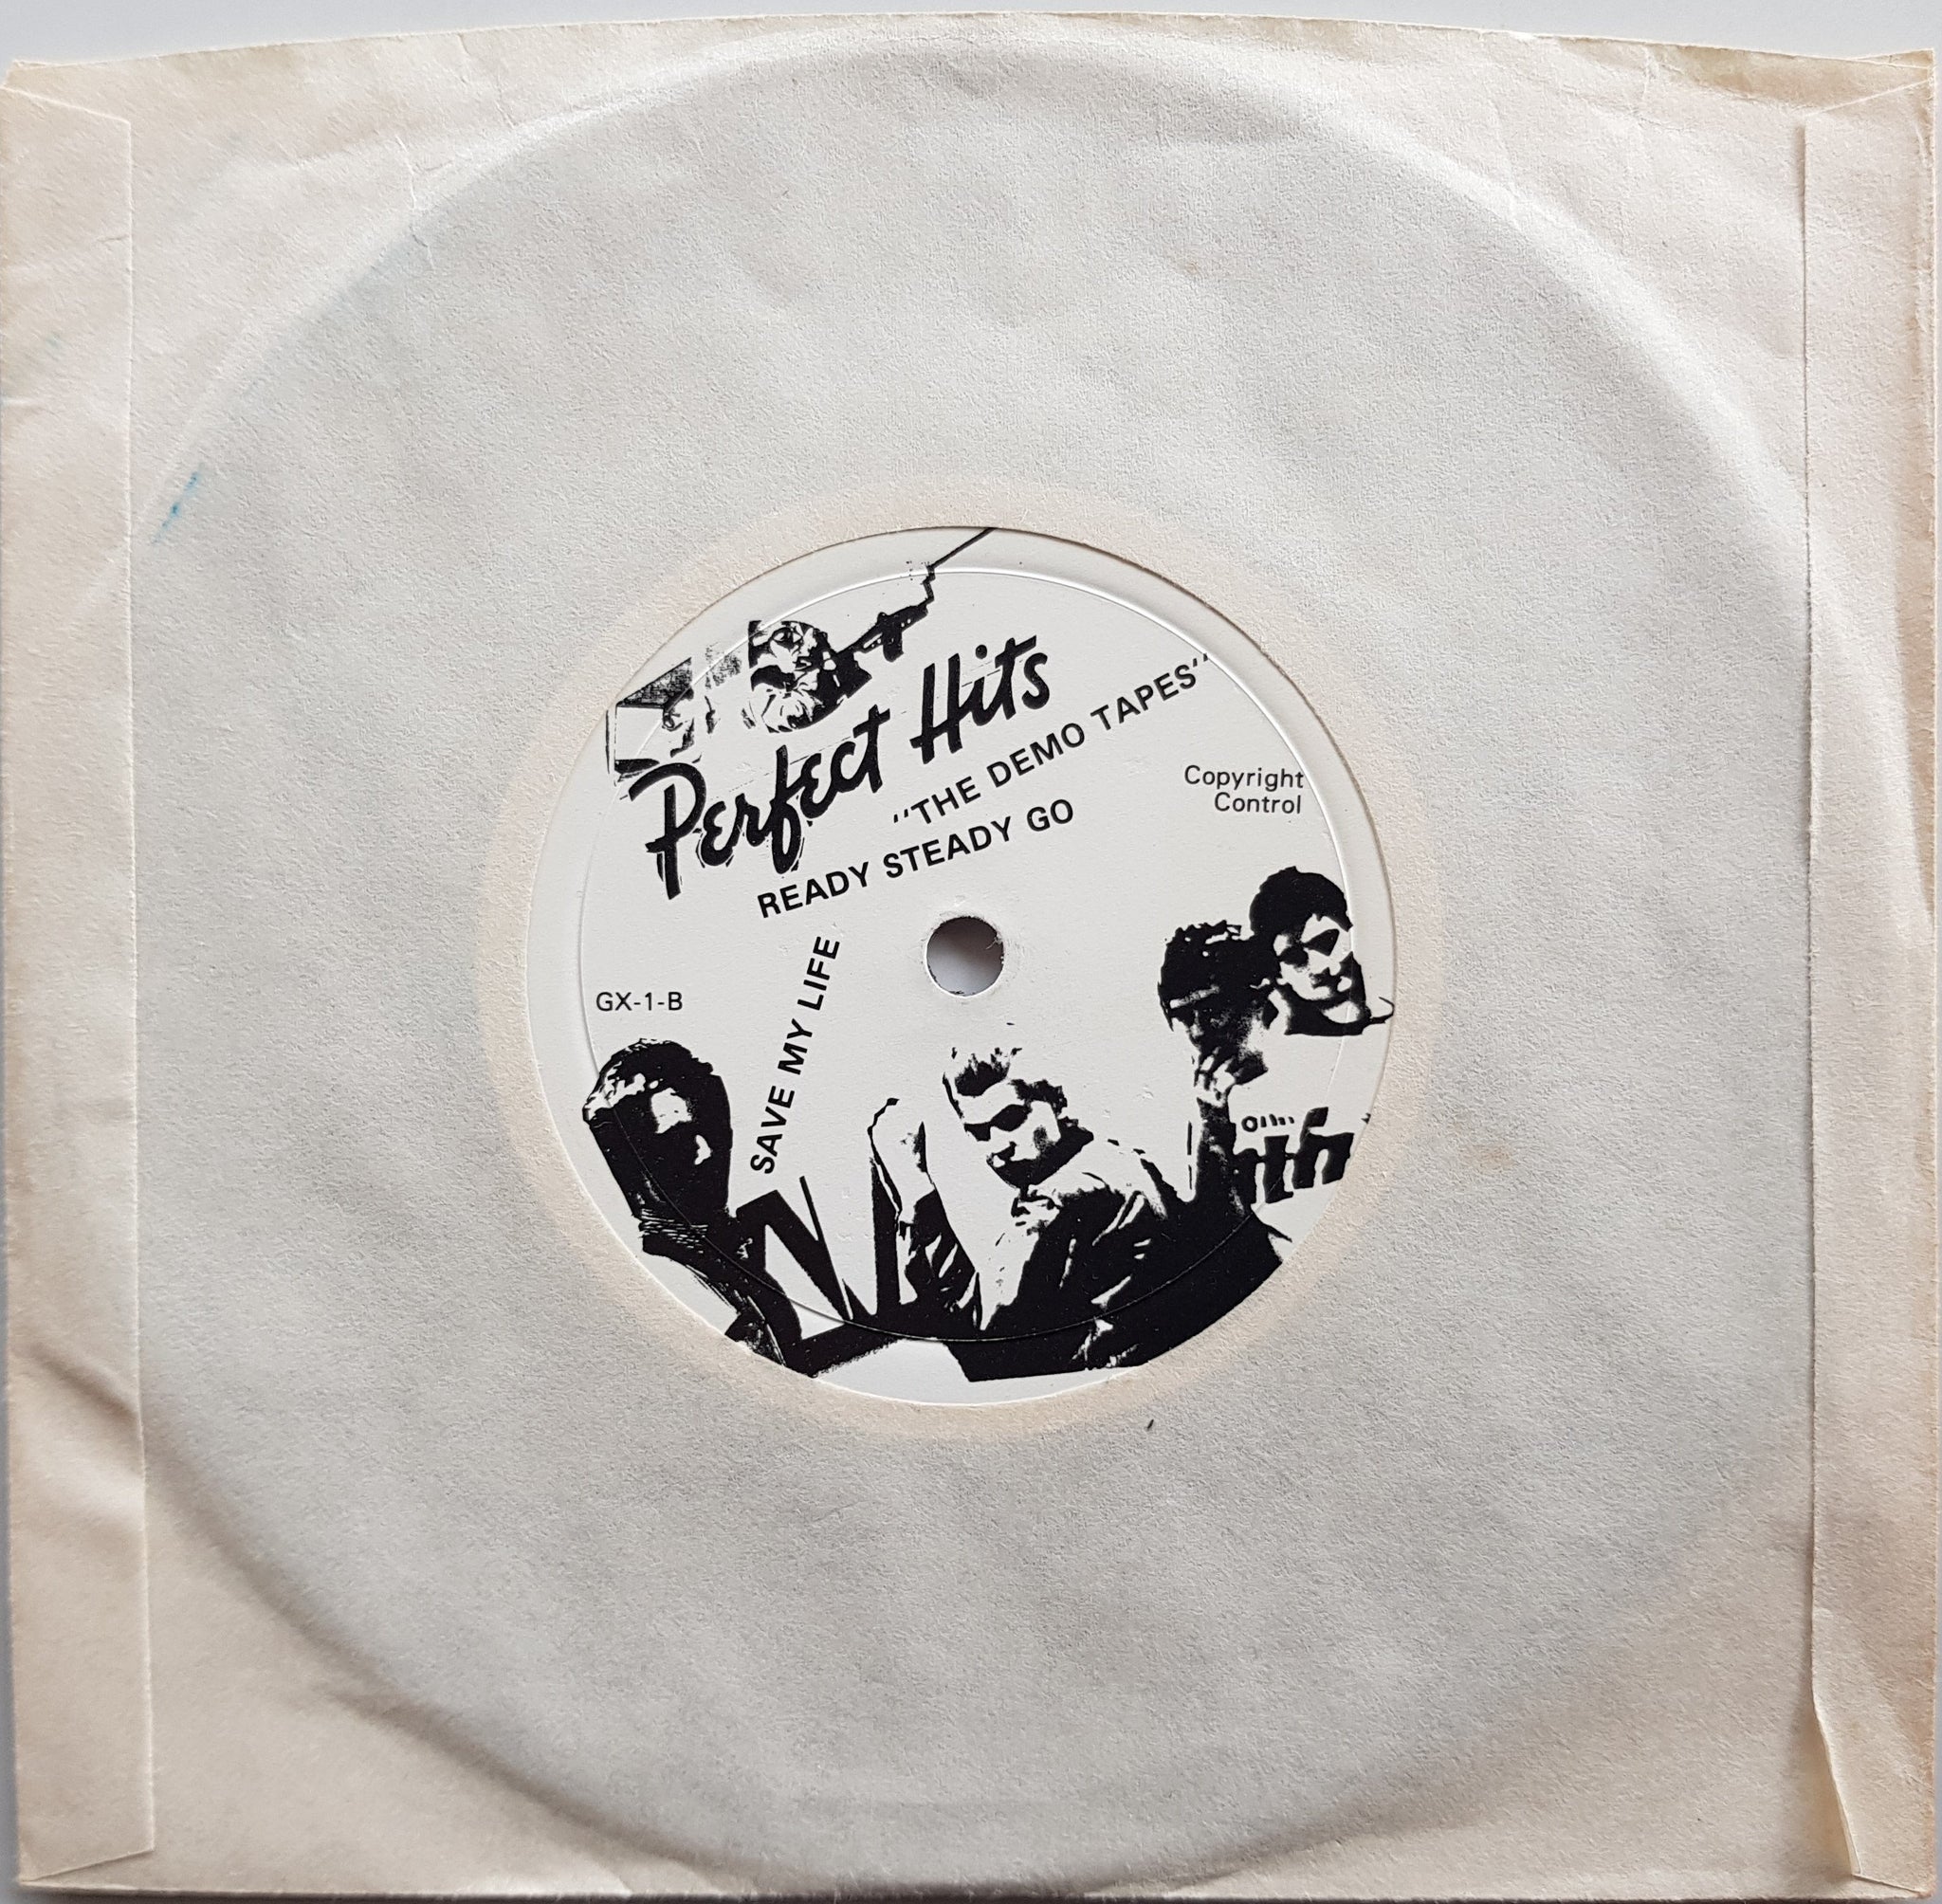 Perfect Hits
"THE DEMO TAPES"
READY STEADY GO
Copyright
Control
SAVE MY LIFE
GX-1-B